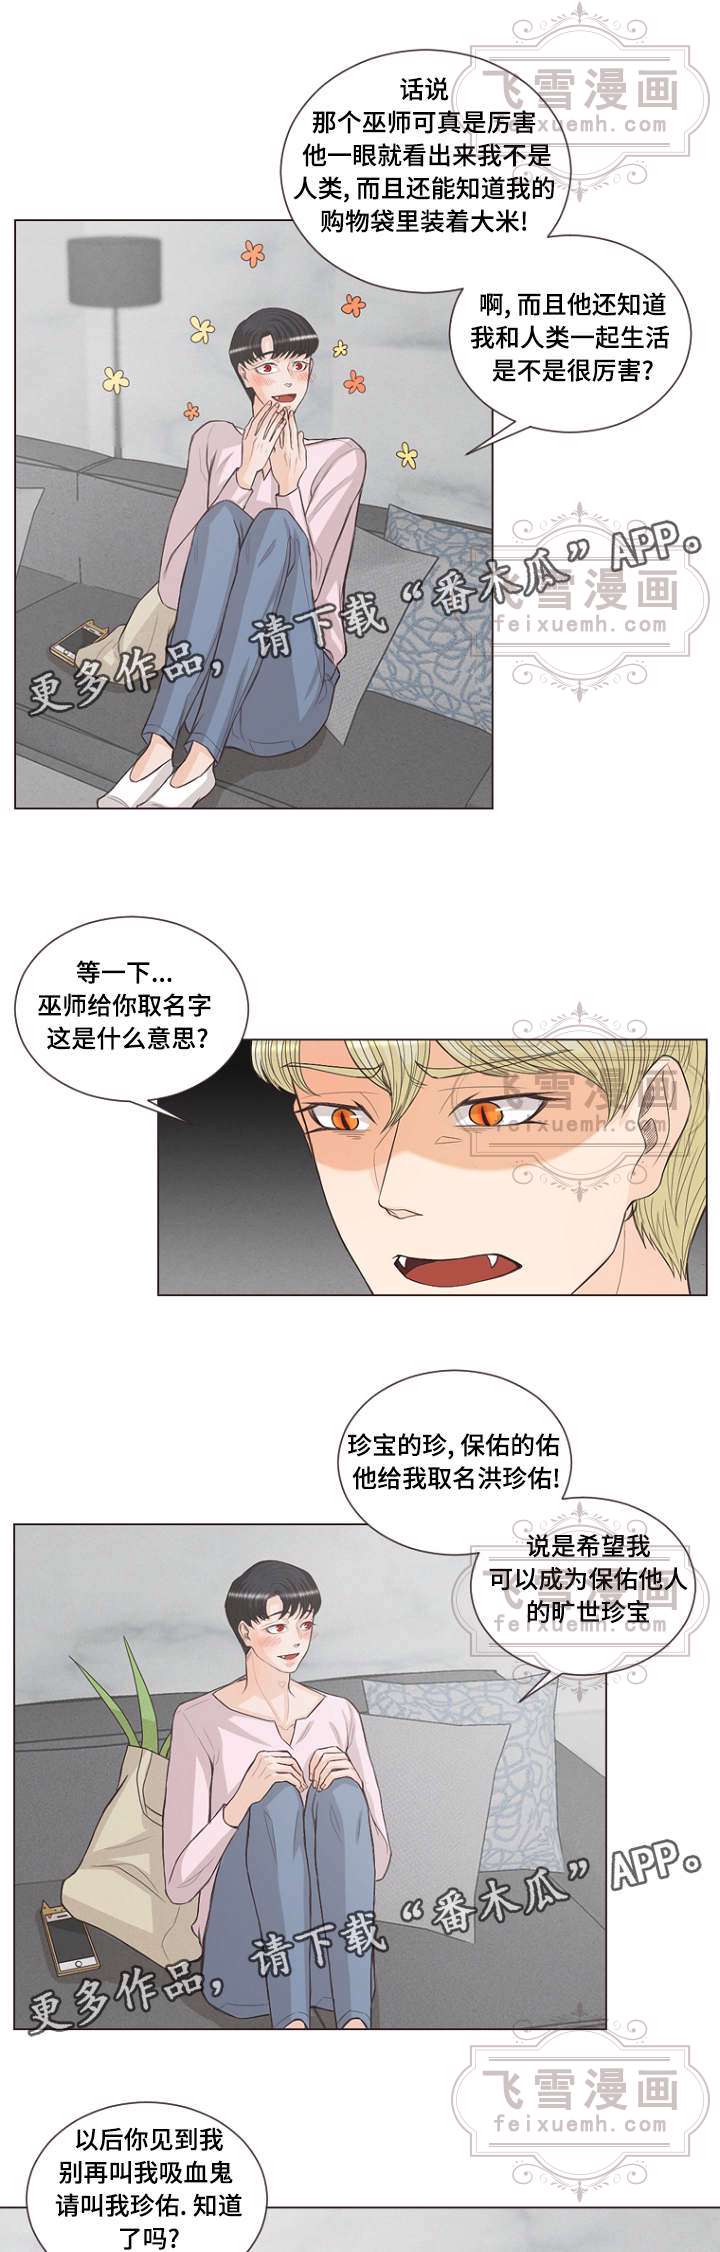 飞雪漫画
feixuemh.com
话说
那个巫师可真是厉害
他一眼就看出来我不是
人类, 而且还能知道我的
购物袋里装着大米!
啊, 而且他还知道
我和人类一起生活
是不是很厉害?
飞雪漫画
feixuemh.com
更多作品，请下载“番木瓜”APP。
等一下...
巫师给你取名字
这是什么意思?
飞雪漫画
feixuemh.com
珍宝的珍, 保佑的佑
他给我取名洪珍佑!
说是希望我
可以成为保佑他人
的旷世珍宝
飞雪漫画
feixuemh.com
更多作品，请下载“番木瓜”APP。
飞雪漫画
feixuemh.com
以后你见到我
别再叫我吸血鬼
请叫我珍佑. 知道
了吗?